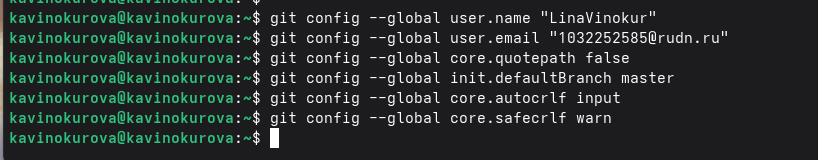 kavinokurova@kavinokurova:~$ git config --global user.name "LinaVinokur"
kavinokurova@kavinokurova:~$ git config --global user.email "1032252585@rudn.ru"
kavinokurova@kavinokurova:~$ git config --global core.quotepath false
kavinokurova@kavinokurova:~$ git config --global init.defaultBranch master
kavinokurova@kavinokurova:~$ git config --global core.autocrlf input
kavinokurova@kavinokurova:~$ git config --global core.safecrlf warn
kavinokurova@kavinokurova:~$